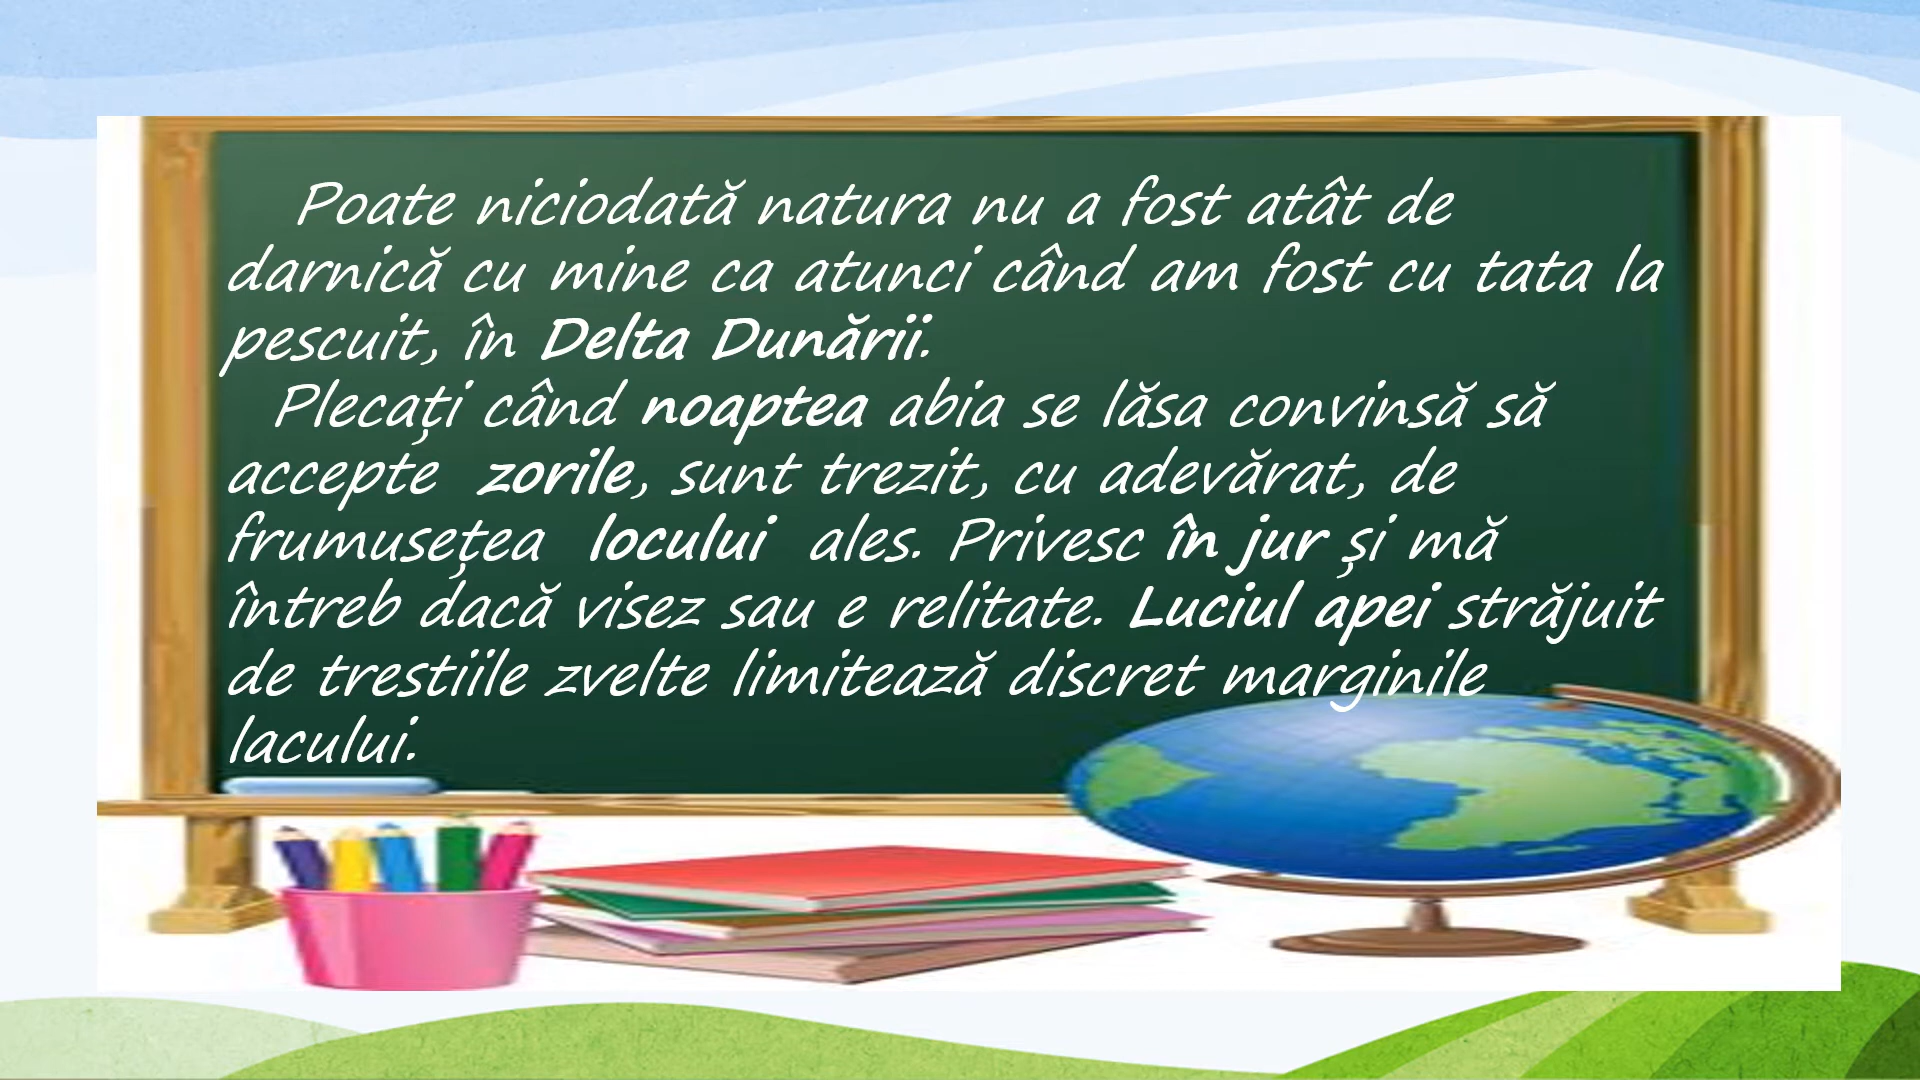 Poate niciodată natura nu a fost atât de
darnică cu mine ca atunci când am fost cu tata la
pescuit, în Delta Dunării.
Plecați când noaptea abia se lăsa convinsă să
accepte zorile, sunt trezit, cu adevărat, de
frumusețea locului ales. Privesc în jur și mă
întreb dacă visez sau e relitate. Luciul apei străjuit
de trestiile zvelte limitează discret marginile
lacului.